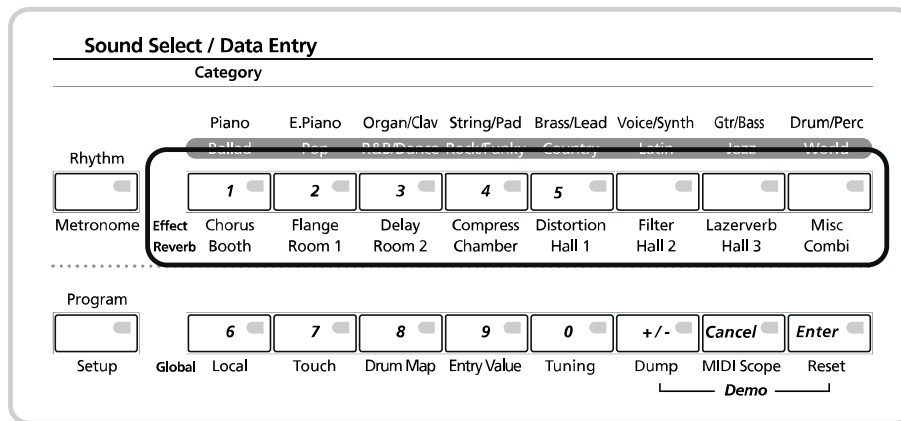 Sound Select / Data Entry
Category
Piano E.Piano Organ/Clav String/Pad Brass/Lead Voice/Synth Gtr/Bass Drum/Perc
Ballad Pop R&B/Dance Rock/Funky Country Latin Jazz World
Rhythm
1 2 3 4 5
Metronome Effect Chorus Flange Delay Compress Distortion Filter Lazerverb Misc
Reverb Booth Room 1 Room 2 Chamber Hall 1 Hall 2 Hall 3 Combi
Program
6 7 8 9 0 +/- Cancel Enter
Setup Global Local Touch Drum Map Entry Value Tuning Dump MIDI Scope Reset
Demo